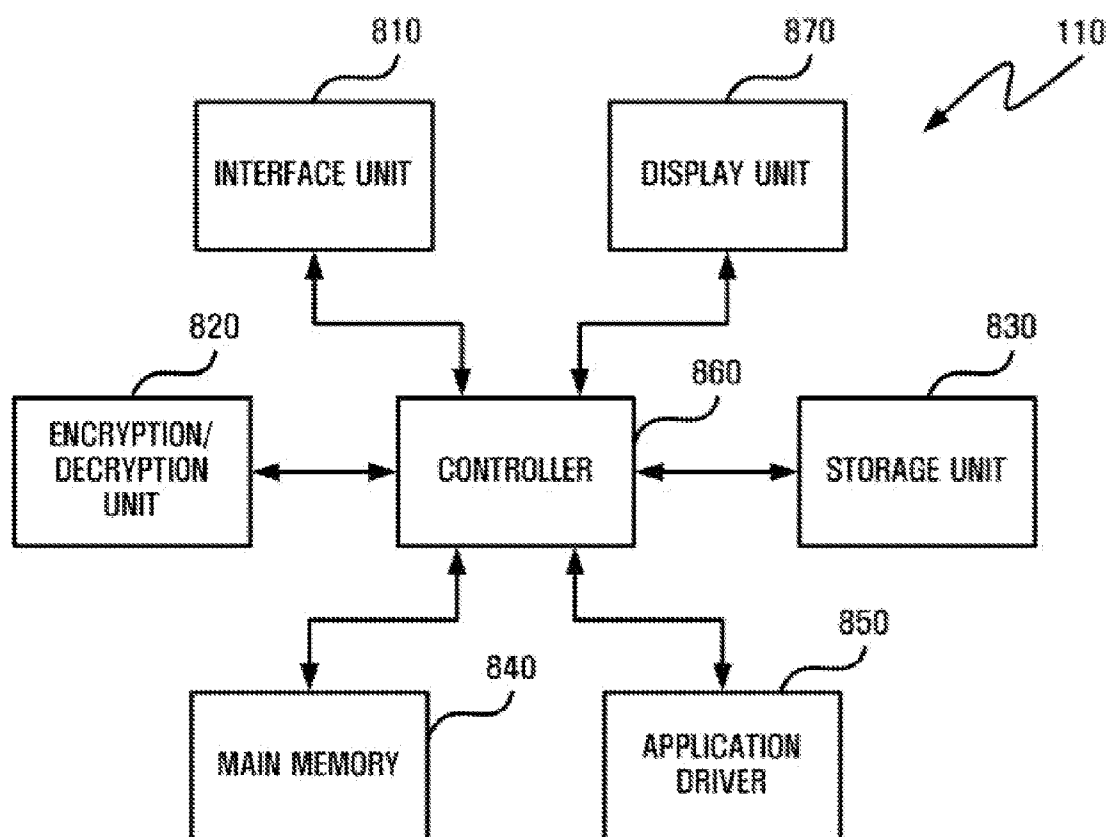 810
870
110
INTERFACE UNIT
DISPLAY UNIT
820
830
860
ENCRYPTION/
DECRYPTION
UNIT
CONTROLLER
STORAGE UNIT
840
850
MAIN MEMORY
APPLICATION
DRIVER